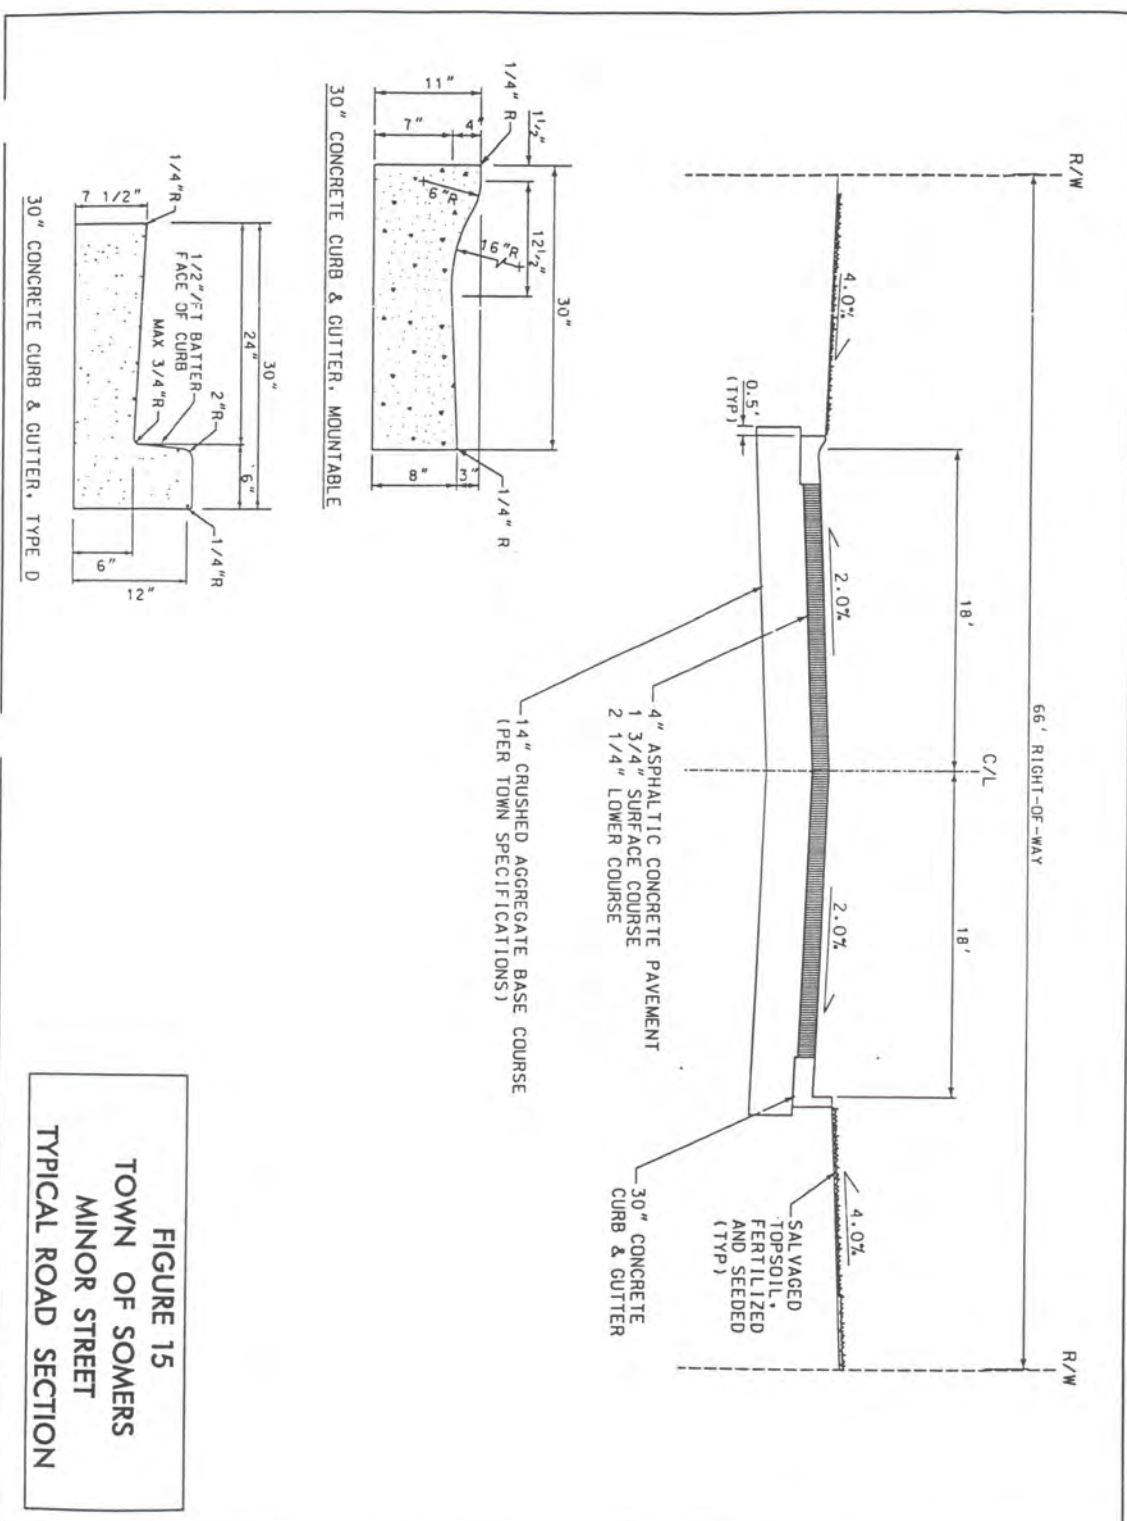 R/W
R/W
66' RIGHT-OF-WAY
C/L
18'
18'
4.0%
2.0%
2.0%
4.0%
0.5'
(TYP)
SALVAGED
TOPSOIL,
FERTILIZED
AND SEEDED
(TYP)
4" ASPHALTIC CONCRETE PAVEMENT
1 3/4" SURFACE COURSE
2 1/4" LOWER COURSE
30" CONCRETE
CURB & GUTTER
14" CRUSHED AGGREGATE BASE COURSE
(PER TOWN SPECIFICATIONS)
30"
1½"
12½"
1/4" R
1/4" R
16"R
6"R
4"
3"
11"
7"
8"
30" CONCRETE CURB & GUTTER, MOUNTABLE
30"
24"
6"
2"R
1/4"R
1/4"R
1/2"/FT BATTER
FACE OF CURB
MAX 3/4"R
7 1/2"
6"
12"
30" CONCRETE CURB & GUTTER, TYPE D
FIGURE 15
TOWN OF SOMERS
MINOR STREET
TYPICAL ROAD SECTION